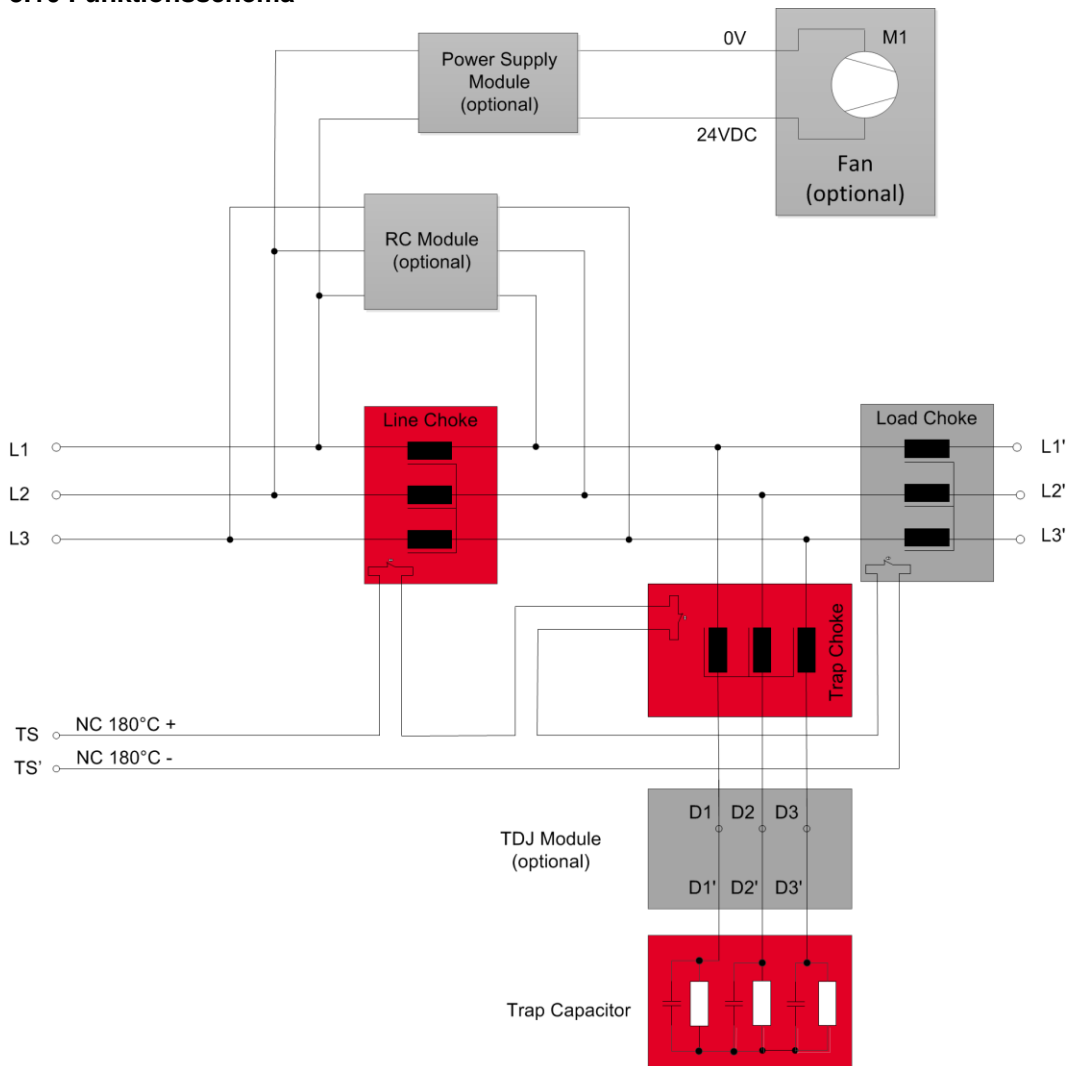 Funktionsschema
Power Supply
Module
(optional)
0V
24VDC
M1
Fan
(optional)
RC Module
(optional)
Line Choke
Load Choke
L1
L2
L3
L1'
L2'
L3'
Trap Choke
TS
NC 180°C +
TS'
NC 180°C -
TDJ Module
(optional)
D1
D2
D3
D1'
D2'
D3'
Trap Capacitor